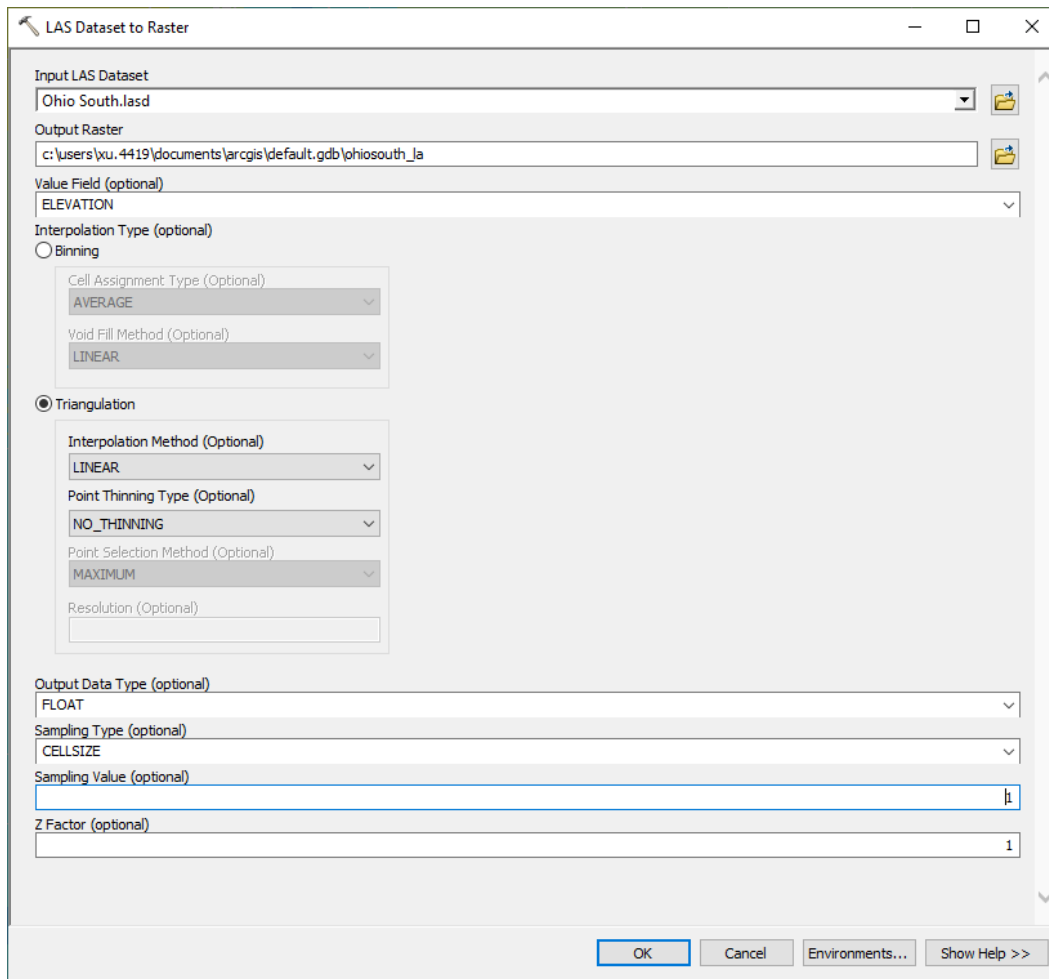 LAS Dataset to Raster
Input LAS Dataset
Ohio South.lasd
Output Raster
c:\users\xu.4419\documents\arcgis\default.gdb\ohiosouth_la
Value Field (optional)
ELEVATION
Interpolation Type (optional)
Binning
Cell Assignment Type (Optional)
AVERAGE
Void Fill Method (Optional)
LINEAR
Triangulation
Interpolation Method (Optional)
LINEAR
Point Thinning Type (Optional)
NO_THINNING
Point Selection Method (Optional)
MAXIMUM
Resolution (Optional)
Output Data Type (optional)
FLOAT
Sampling Type (optional)
CELLSIZE
Sampling Value (optional)
1
Z Factor (optional)
1
OK Cancel Environments... Show Help >>